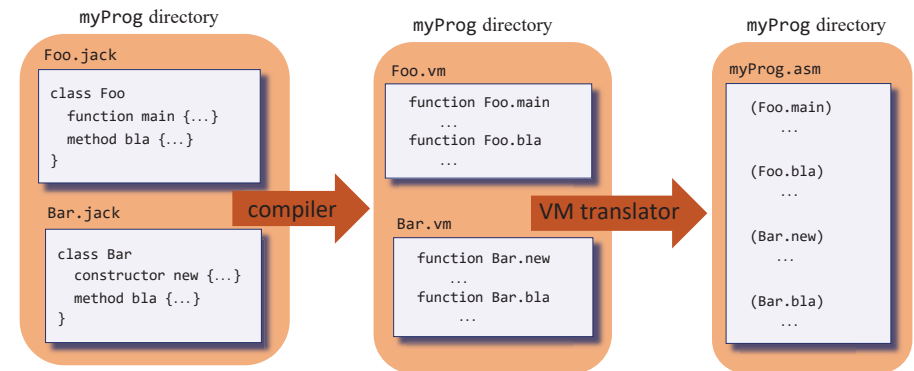 myProg directory
Foo.jack
class Foo
function main {...}
method bla {...}
}
Bar.jack
class Bar
constructor new {...}
method bla {...}
}
compiler
myProg directory
Foo.vm
function Foo.main
...
function Foo.bla
...
Bar.vm
function Bar.new
...
function Bar.bla
...
VM translator
myProg directory
myProg.asm
(Foo.main)
...
(Foo.bla)
...
(Bar.new)
...
(Bar.bla)
...